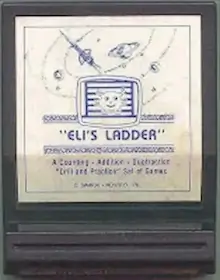 "ELI'S LADDER"
A Counting - Addition - Subtraction
"Drill and Practice" Set of Games